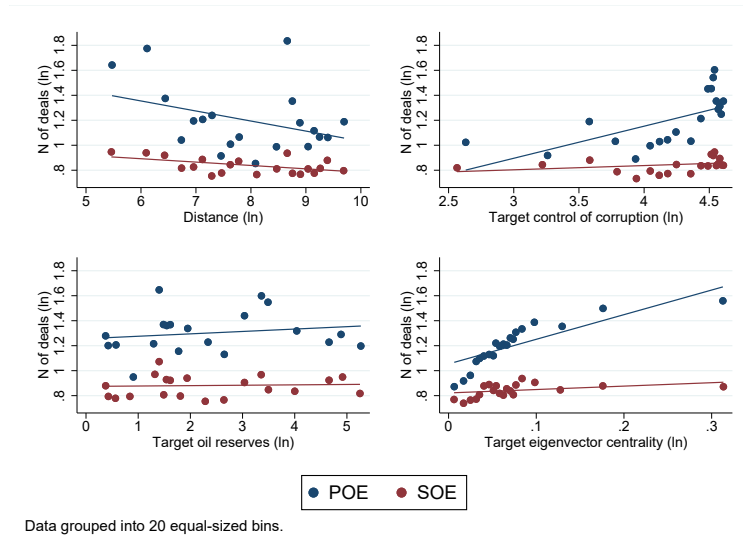 N of deals (ln)
.8 1 1.2 1.4 1.6 1.8
5 6 7 8 9 10
Distance (ln)
N of deals (ln)
.8 1 1.2 1.4 1.6 1.8
2.5 3 3.5 4 4.5
Target control of corruption (ln)
N of deals (ln)
.8 1 1.2 1.4 1.6 1.8
0 1 2 3 4 5
Target oil reserves (ln)
N of deals (ln)
.8 1 1.2 1.4 1.6 1.8
0 .1 .2 .3
Target eigenvector centrality (ln)
POE SOE
Data grouped into 20 equal-sized bins.